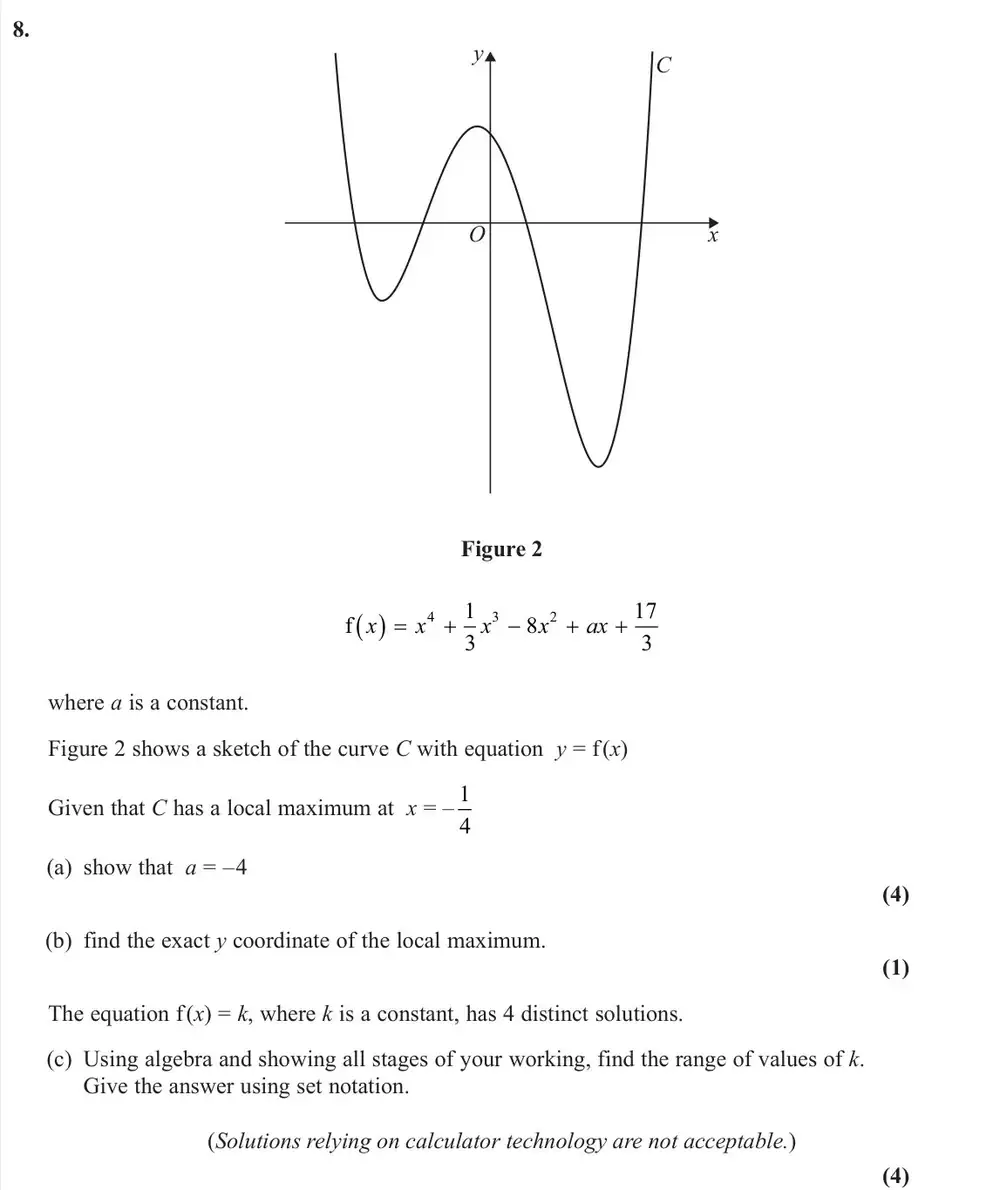 8.
y
C
O
x
Figure 2
f(x) = x⁴ + 1/3 x³ − 8x² + ax + 17/3
where a is a constant.
Figure 2 shows a sketch of the curve C with equation y = f(x)
Given that C has a local maximum at x = −1/4
(a) show that a = –4
(4)
(b) find the exact y coordinate of the local maximum.
(1)
The equation f(x) = k, where k is a constant, has 4 distinct solutions.
(c) Using algebra and showing all stages of your working, find the range of values of k.
Give the answer using set notation.
(Solutions relying on calculator technology are not acceptable.)
(4)